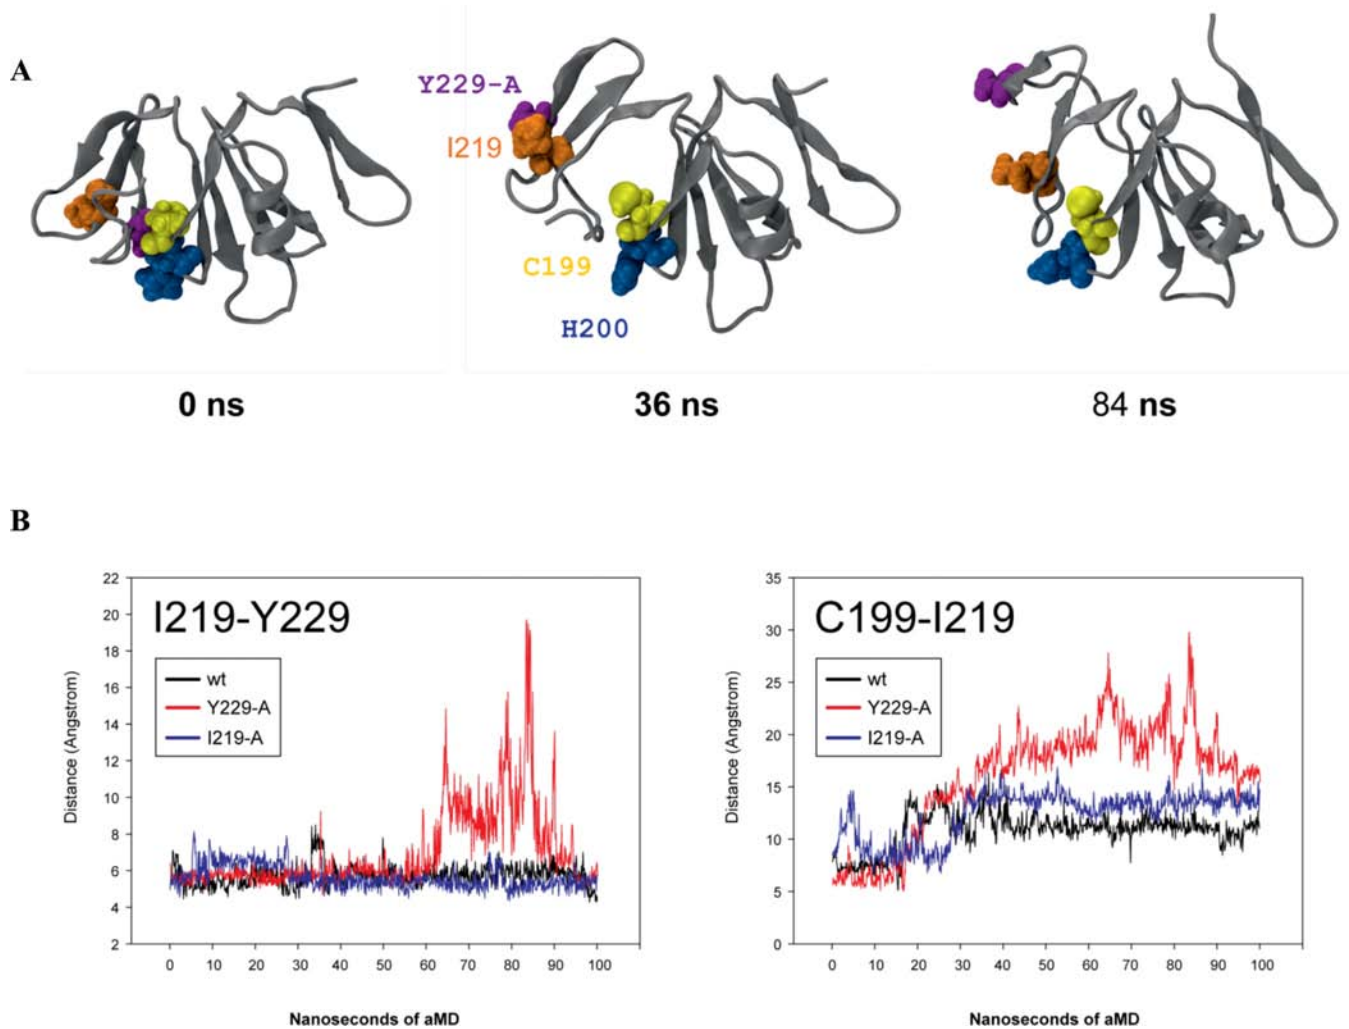 A
Y229-A
I219
C199
H200
0 ns
36 ns
84 ns
B
22
20
18
16
14
12
10
8
6
4
2
Distance (Angstrom)
I219-Y229
wt
Y229-A
I219-A
0 10 20 30 40 50 60 70 80 90 100
Nanoseconds of aMD
35
30
25
20
15
10
5
0
Distance (Angstrom)
C199-I219
wt
Y229-A
I219-A
0 10 20 30 40 50 60 70 80 90 100
Nanoseconds of aMD